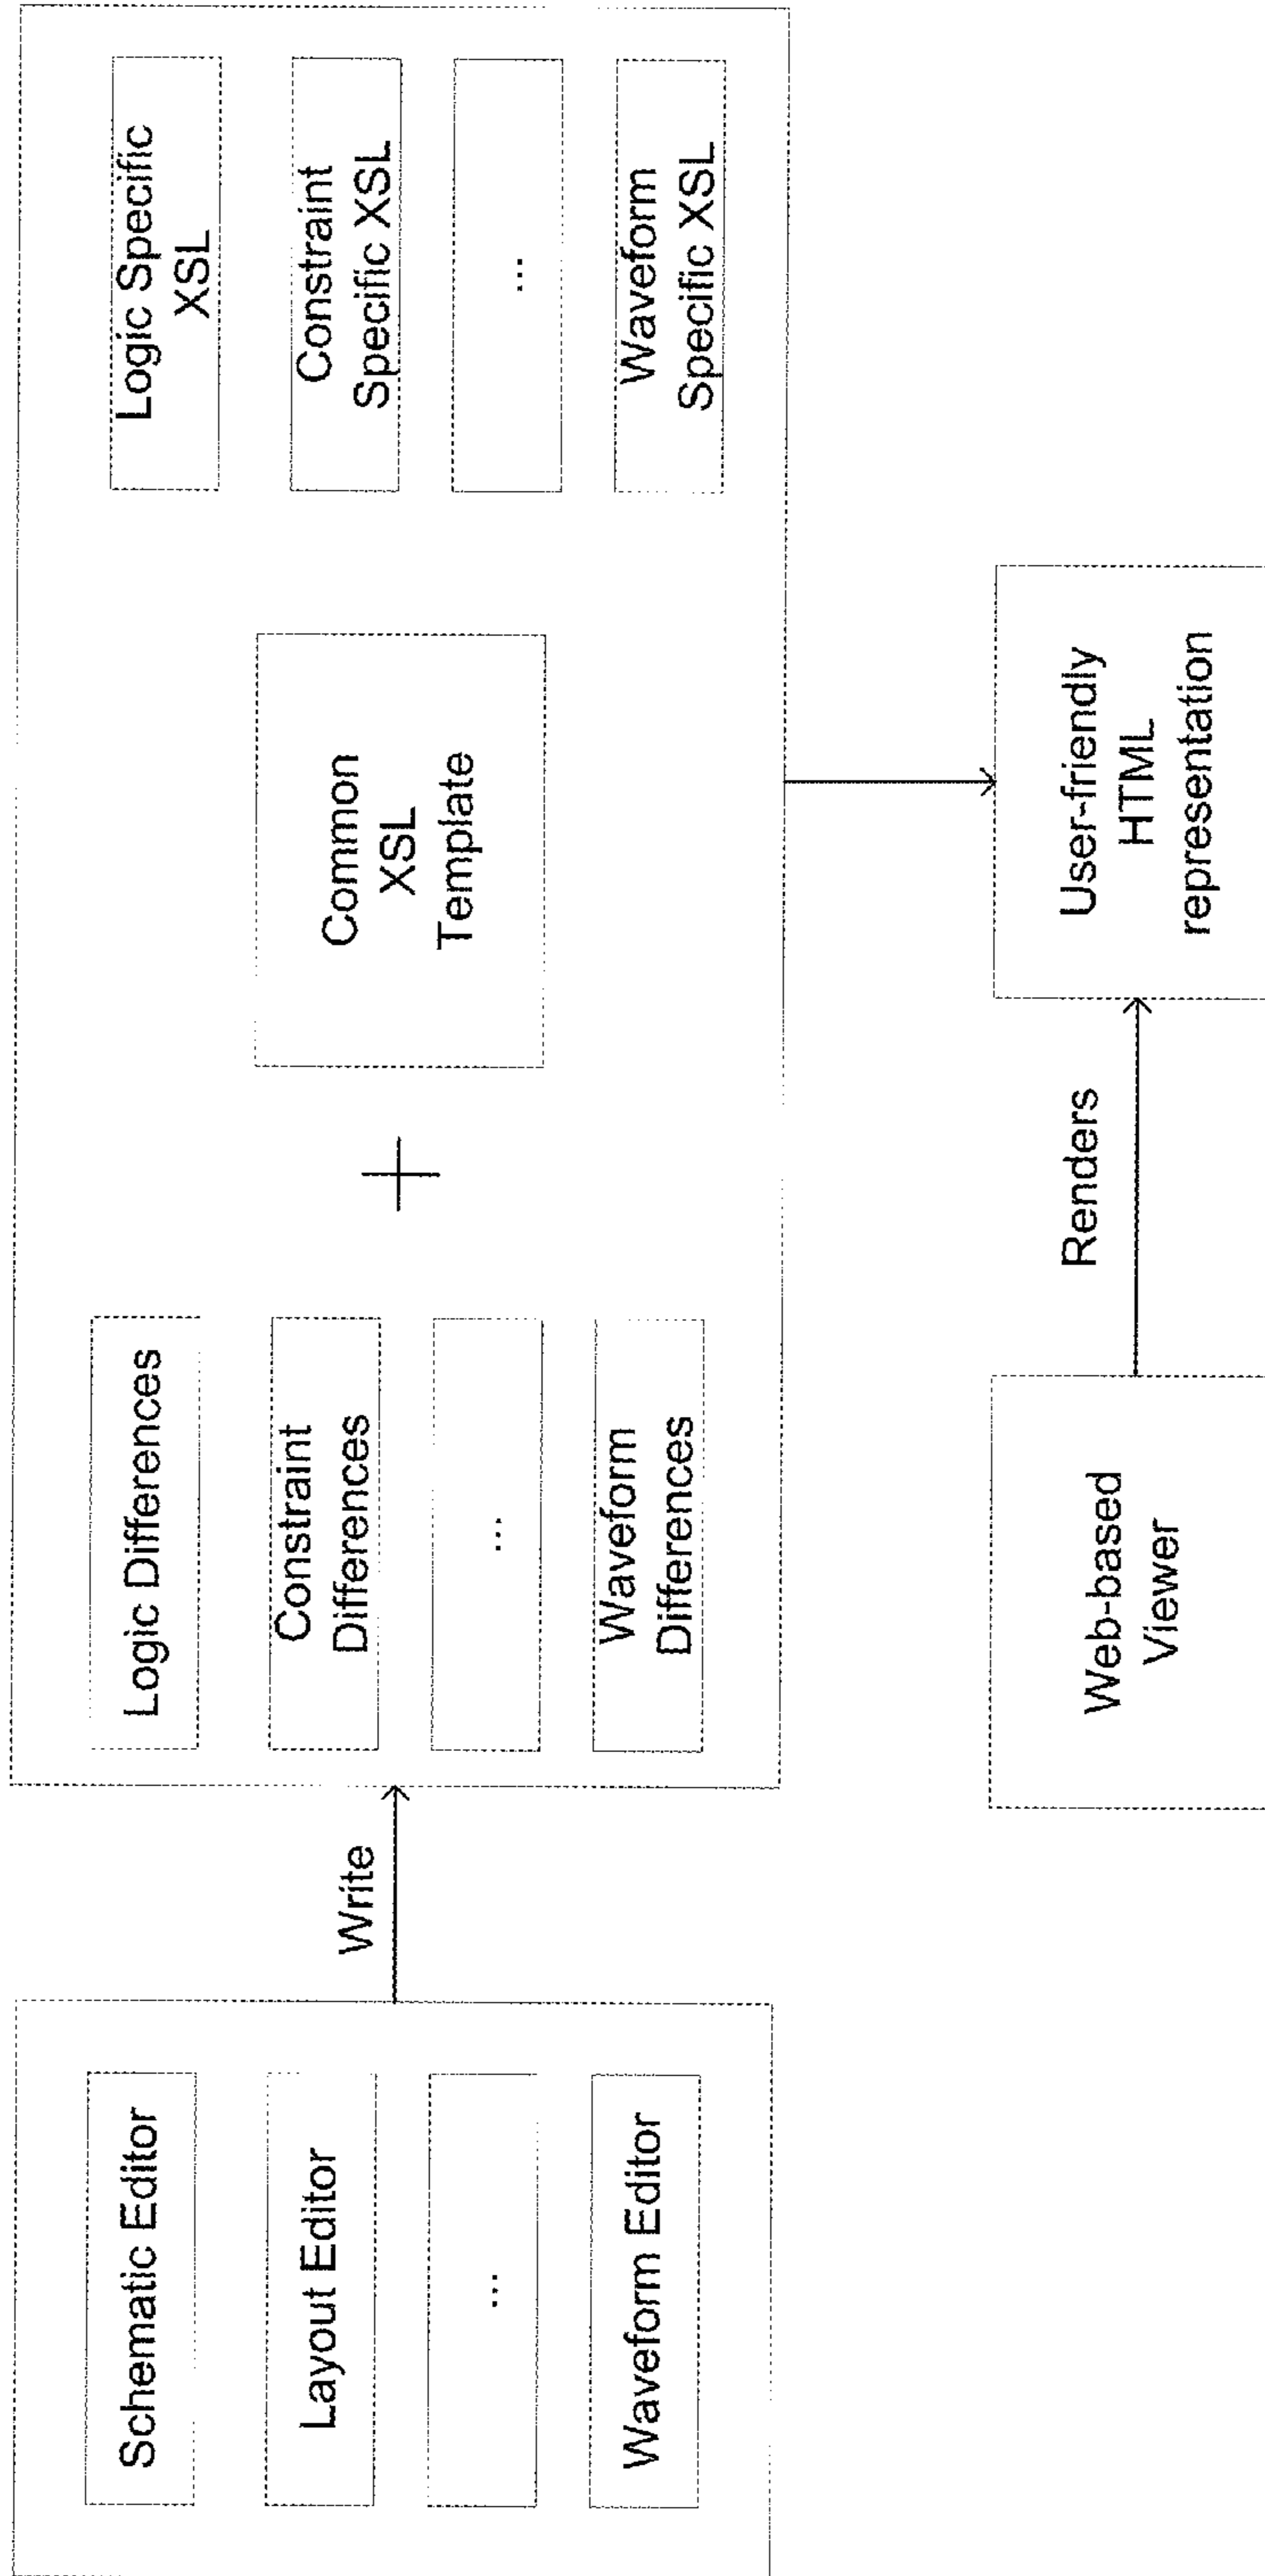 Schematic Editor
Layout Editor
...
Waveform Editor
Write
Logic Differences
Constraint
Differences
...
Waveform
Differences
+
Common
XSL
Template
Logic Specific
XSL
Constraint
Specific XSL
...
Waveform
Specific XSL
Web-based
Viewer
Renders
User-friendly
HTML
representation